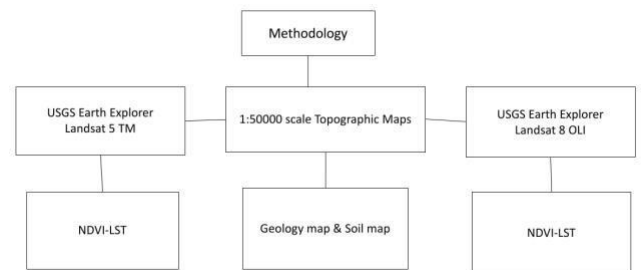 Methodology
USGS Earth Explorer
Landsat 5 TM
1:50000 scale Topographic Maps
USGS Earth Explorer
Landsat 8 OLI
NDVI-LST
Geology map & Soil map
NDVI-LST